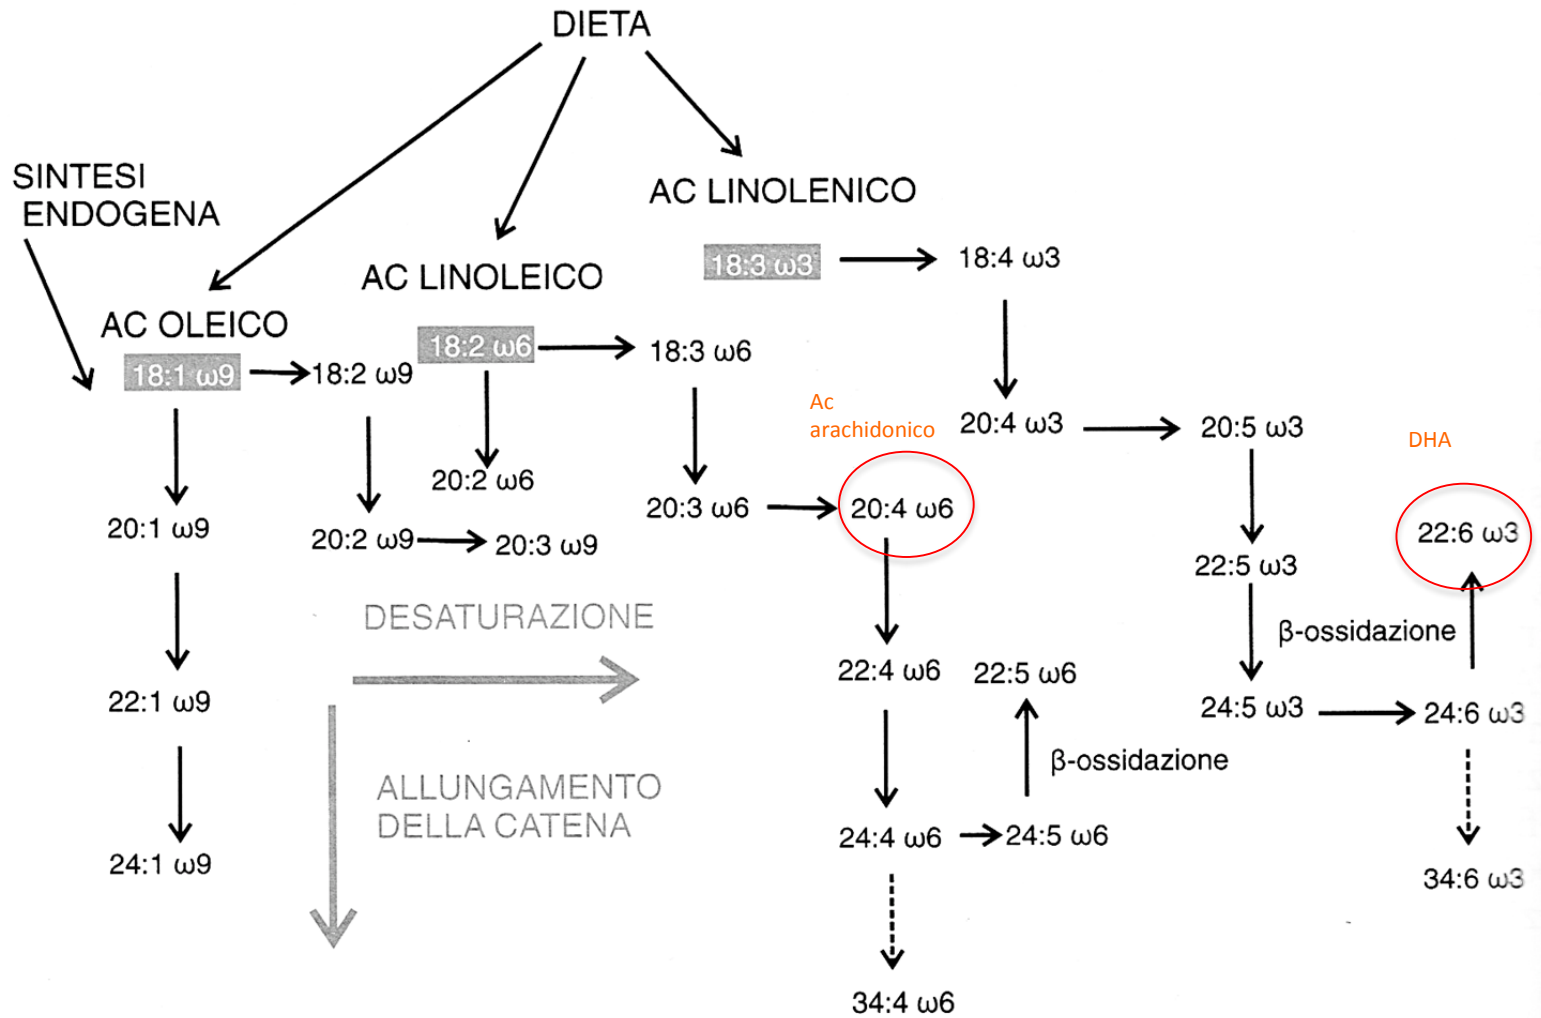 DIETA
SINTESI
ENDOGENA
AC LINOLENICO
18:3 ω3
18:4 ω3
AC LINOLEICO
AC OLEICO
18:2 ω6
18:3 ω6
18:1 ω9
18:2 ω9
Ac
arachidonico
20:4 ω3
20:5 ω3
DHA
20:2 ω6
20:3 ω6
20:4 ω6
20:1 ω9
20:2 ω9
20:3 ω9
22:6 ω3
22:5 ω3
DESATURAZIONE
β-ossidazione
22:4 ω6
22:5 ω6
22:1 ω9
24:5 ω3
24:6 ω3
β-ossidazione
ALLUNGAMENTO
DELLA CATENA
24:4 ω6
24:5 ω6
24:1 ω9
34:6 ω3
34:4 ω6